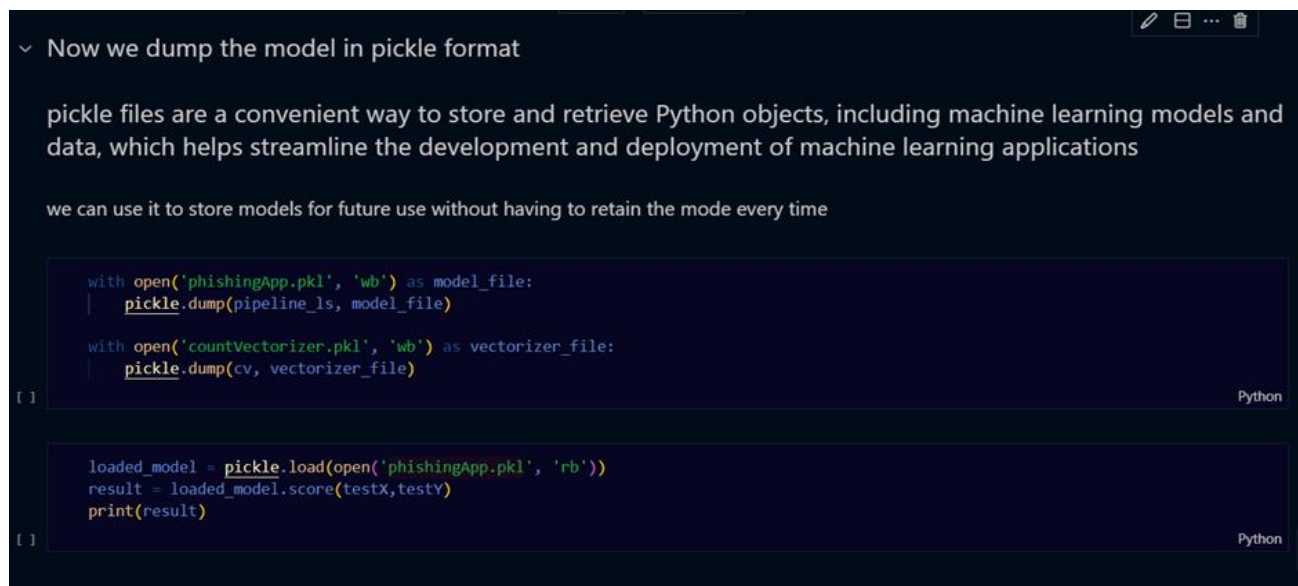 Now we dump the model in pickle format
pickle files are a convenient way to store and retrieve Python objects, including machine learning models and
data, which helps streamline the development and deployment of machine learning applications
we can use it to store models for future use without having to retain the mode every time
with open('phishingApp.pkl', 'wb') as model_file:
    pickle.dump(pipeline_ls, model_file)
with open('countVectorizer.pkl', 'wb') as vectorizer_file:
    pickle.dump(cv, vectorizer_file)
[ ] Python
loaded_model = pickle.load(open('phishingApp.pkl', 'rb'))
result = loaded_model.score(testX,testY)
print(result)
[ ] Python